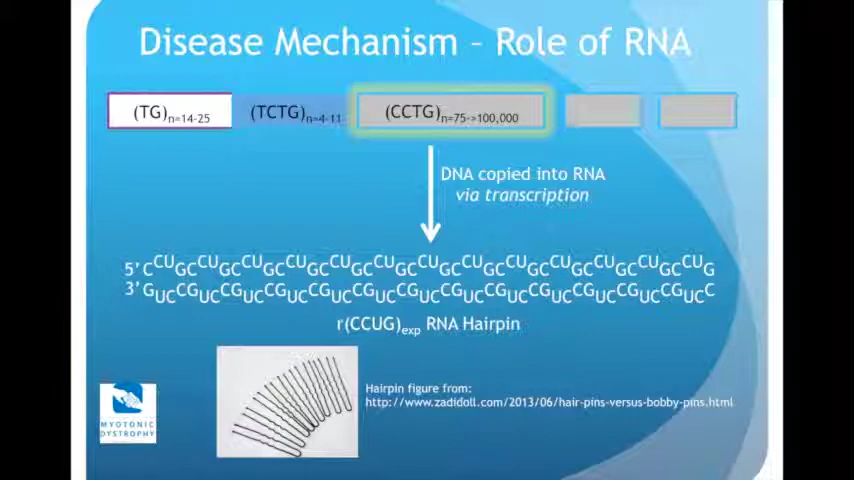 Disease Mechanism – Role of RNA
(TG)n=14-25 (TCTG)n=4-11 (CCTG)n=75->100,000
DNA copied into RNA
via transcription
5’CCUGCCUGCCUGCCUGCCUGCCUGCCUGCCUGCCUGCCUGCCUGCCUGCCUG
3’GUCCGUCCGUCCGUCCGUCCGUCCGUCCGUCCGUCCGUCCGUCCGUCCGUCC
r(CCUG)exp RNA Hairpin
Hairpin figure from:
http://www.zadidoll.com/2013/06/hair-pins-versus-bobby-pins.html
MYOTONIC
DYSTROPHY